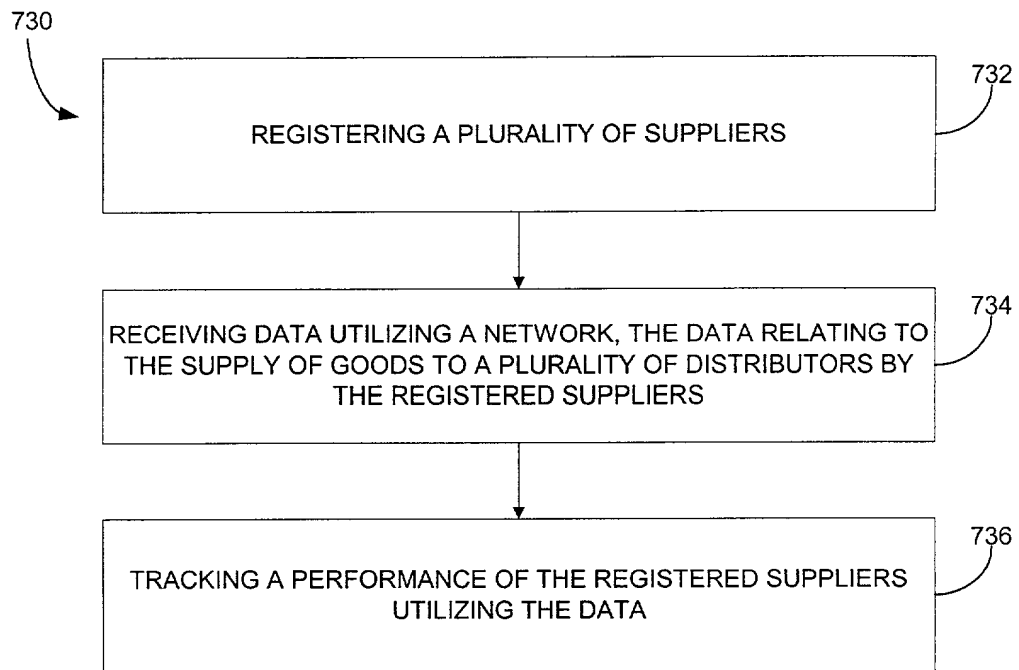 730
732
REGISTERING A PLURALITY OF SUPPLIERS
734
RECEIVING DATA UTILIZING A NETWORK, THE DATA RELATING TO
THE SUPPLY OF GOODS TO A PLURALITY OF DISTRIBUTORS BY
THE REGISTERED SUPPLIERS
736
TRACKING A PERFORMANCE OF THE REGISTERED SUPPLIERS
UTILIZING THE DATA